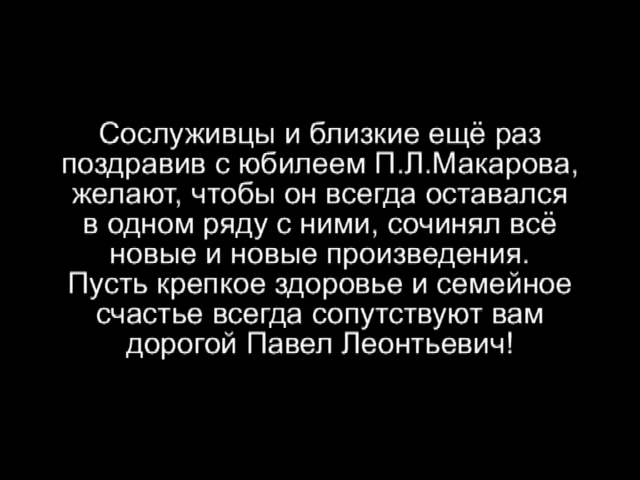 Сослуживцы и близкие ещё раз
поздравив с юбилеем П.Л.Макарова,
желают, чтобы он всегда оставался
в одном ряду с ними, сочинял всё
новые и новые произведения.
Пусть крепкое здоровье и семейное
счастье всегда сопутствуют вам
дорогой Павел Леонтьевич!